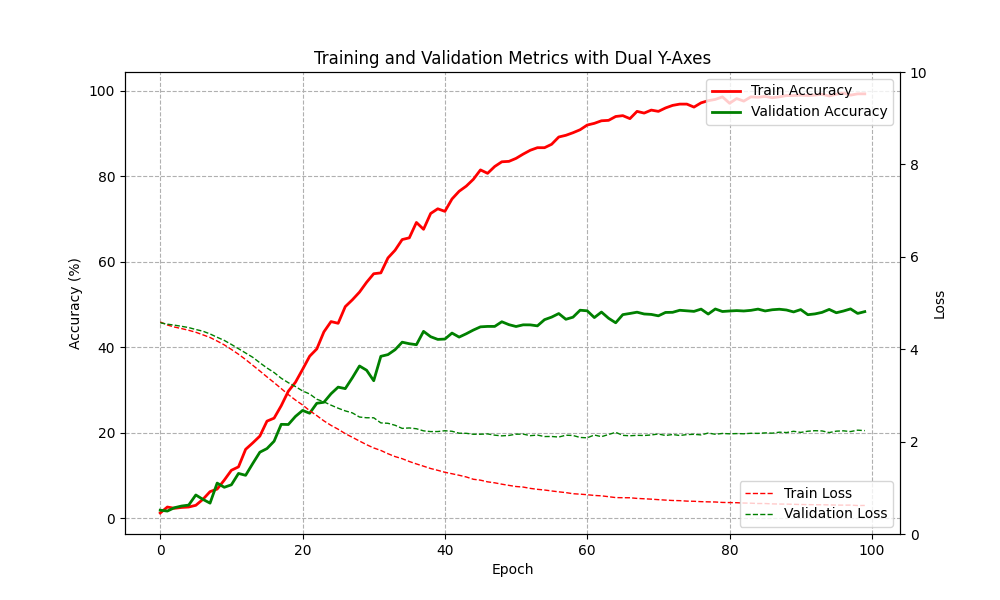 Training and Validation Metrics with Dual Y-Axes
Accuracy (%)
100
80
60
40
20
0
10
8
6
4
2
0
Loss
Train Accuracy
Validation Accuracy
Train Loss
Validation Loss
0 20 40 60 80 100
Epoch